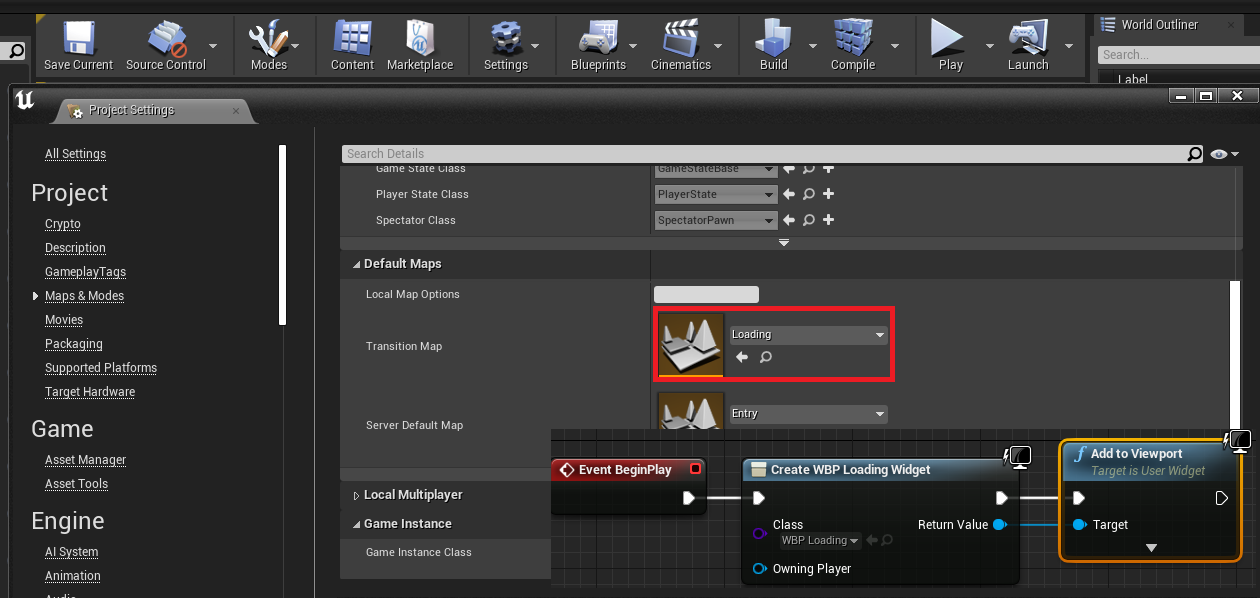 World Outliner
Save Current
Source Control
Modes
Content
Marketplace
Settings
Blueprints
Cinematics
Build
Compile
Play
Launch
Search...
Label
Project Settings
All Settings
Project
Crypto
Description
GameplayTags
Maps & Modes
Movies
Packaging
Supported Platforms
Target Hardware
Game
Asset Manager
Asset Tools
Engine
AI System
Animation
Audio
Search Details
Game State Class
GameStateBase
Player State Class
PlayerState
Spectator Class
SpectatorPawn
Default Maps
Local Map Options
Transition Map
Loading
Server Default Map
Entry
Local Multiplayer
Game Instance
Game Instance Class
Event BeginPlay
Create WBP Loading Widget
Class
WBP Loading
Return Value
Owning Player
Add to Viewport
Target is User Widget
Target